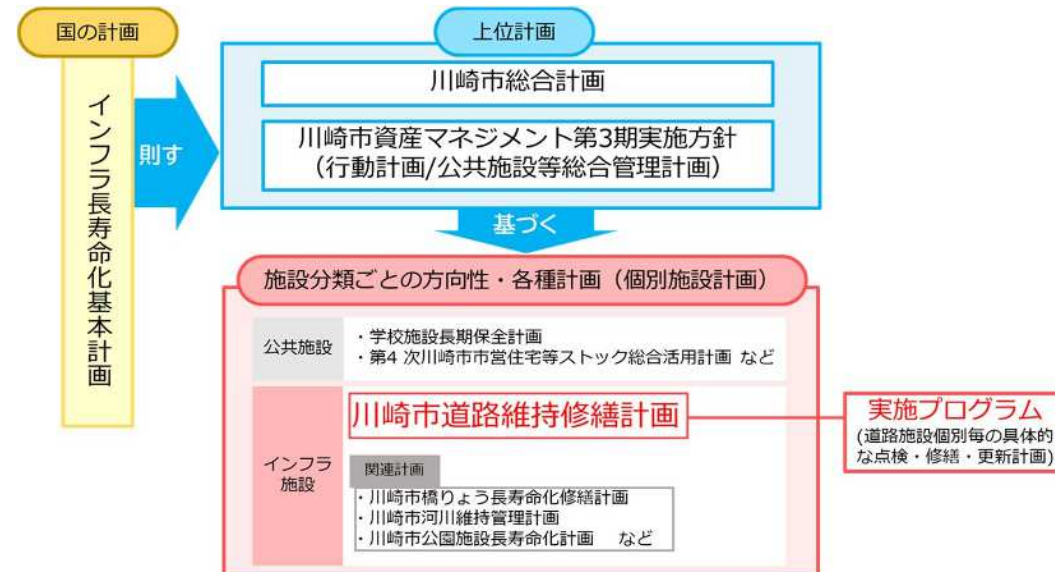 国の計画
インフラ長寿命化基本計画
則す
上位計画
川崎市総合計画
川崎市資産マネジメント第3期実施方針
（行動計画/公共施設等総合管理計画）
基づく
施設分類ごとの方向性・各種計画（個別施設計画）
公共施設
・学校施設長期保全計画
・第4 次川崎市市営住宅等ストック総合活用計画 など
インフラ
施設
川崎市道路維持修繕計画
関連計画
・川崎市橋りょう長寿命化修繕計画
・川崎市河川維持管理計画
・川崎市公園施設長寿命化計画 など
実施プログラム
(道路施設個別毎の具体的
な点検・修繕・更新計画)